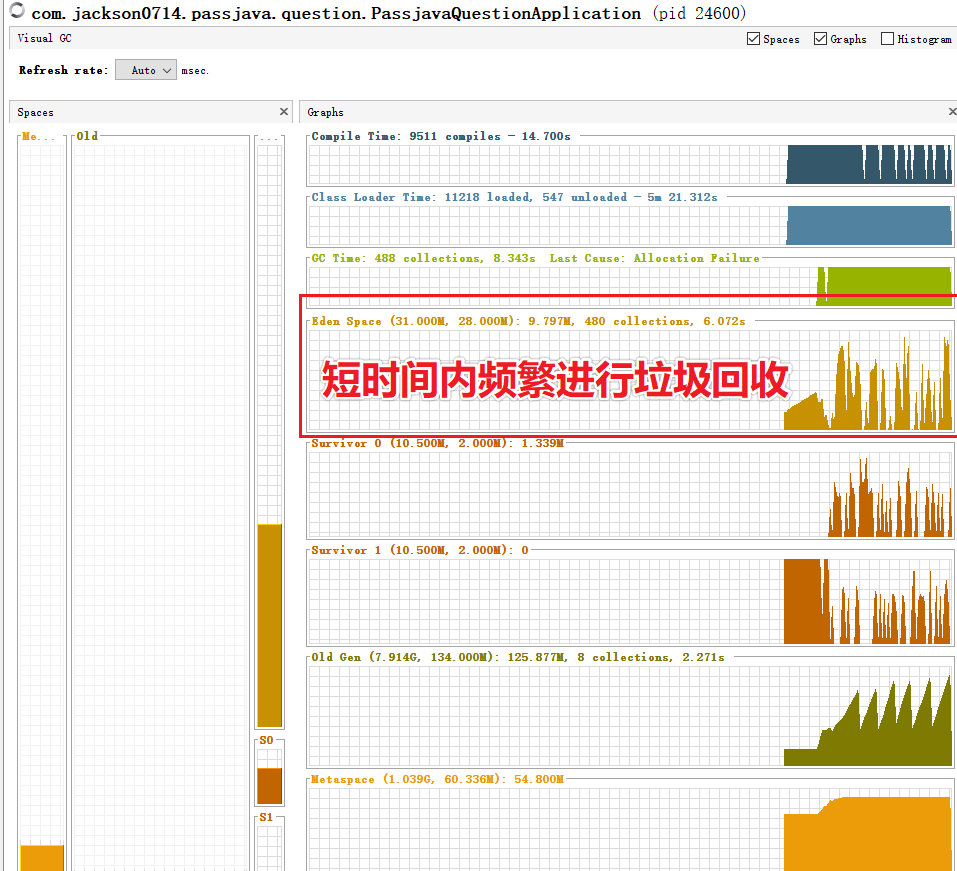 com.jackson0714.passjava.question.PassjavaQuestionApplication (pid 24600)
Visual GC
Spaces Graphs Histogram
Refresh rate: Auto msec.
Spaces
Graphs
Me...
Old
...
S0
S1
Compile Time: 9511 compiles - 14.700s
Class Loader Time: 11218 loaded, 547 unloaded - 5m 21.312s
GC Time: 488 collections, 8.343s Last Cause: Allocation Failure
Eden Space (31.000M, 28.000M): 9.797M, 480 collections, 6.072s
短时间内频繁进行垃圾回收
Survivor 0 (10.500M, 2.000M): 1.339M
Survivor 1 (10.500M, 2.000M): 0
Old Gen (7.914G, 134.000M): 125.877M, 8 collections, 2.271s
Metaspace (1.039G, 60.336M): 54.800M